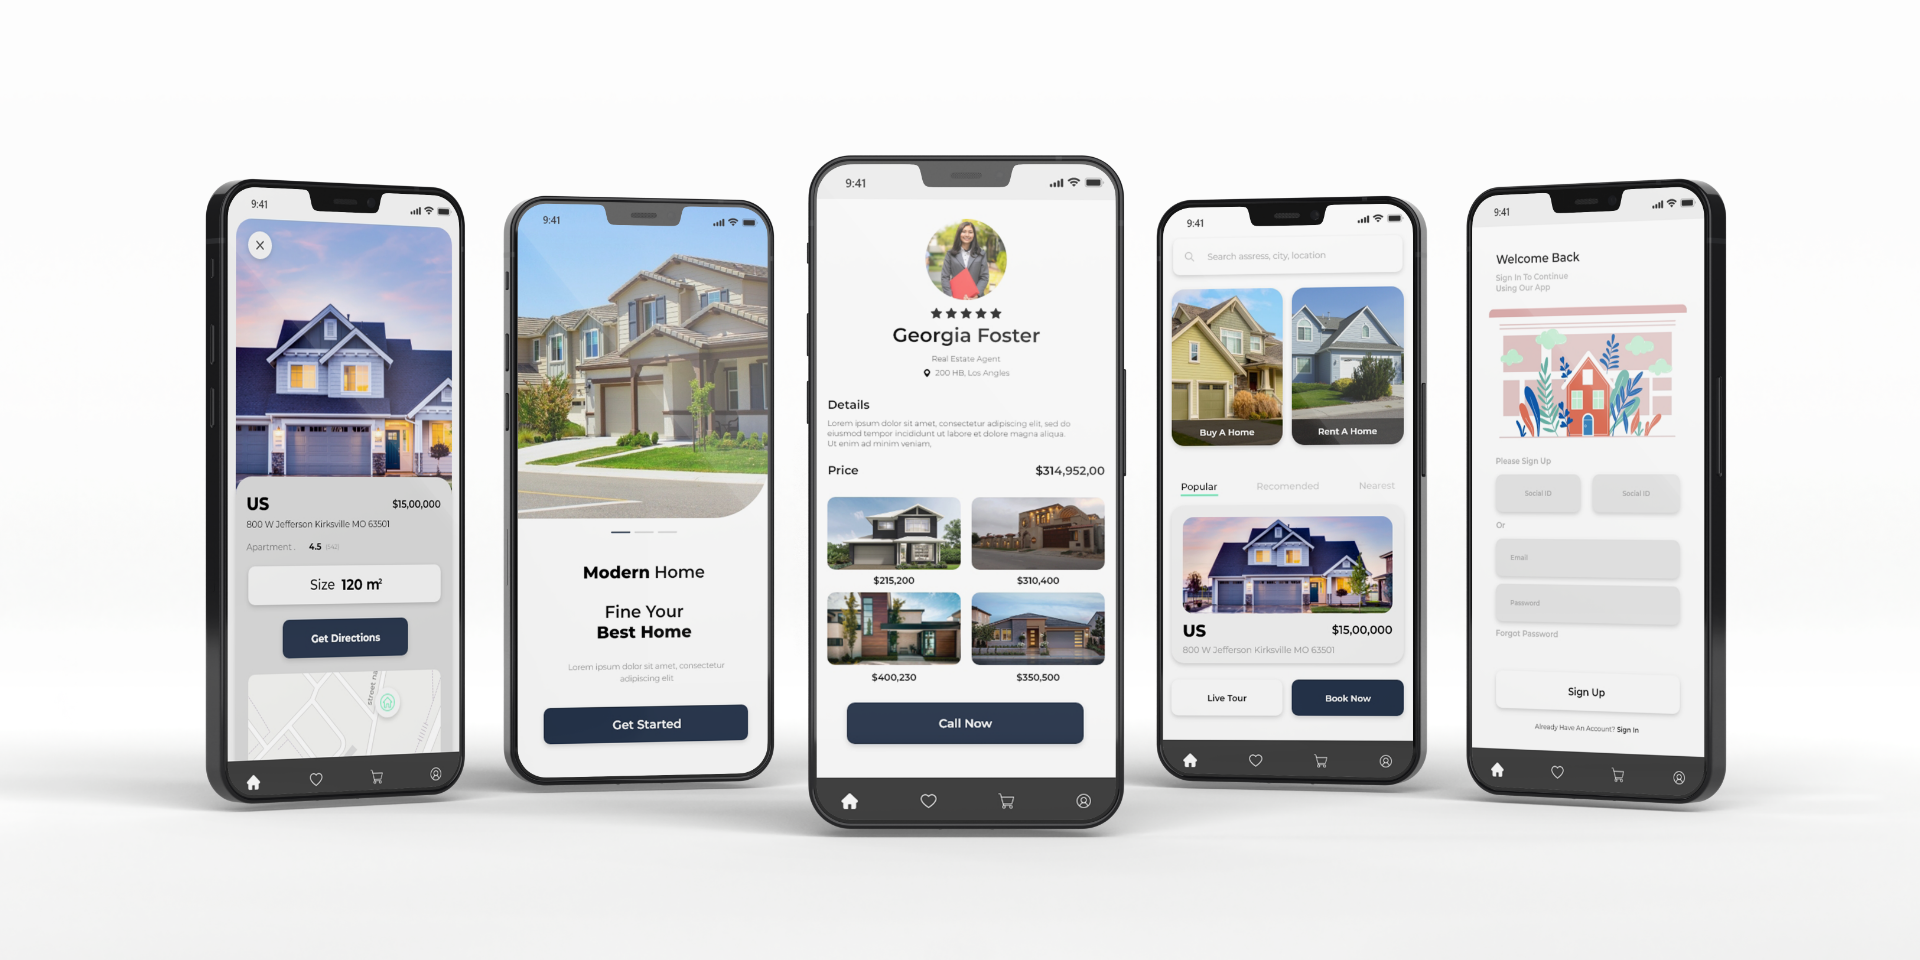 9:41
US
$15,00,000
800 W Jefferson Kirksville MO 63501
Apartment .
4.5 (142)
Size 120 m²
Get Directions
street na
9:41
Modern Home
Fine Your
Best Home
Lorem ipsum dolor sit amet, consectetur
adipiscing elit
Get Started
9:41
Georgia Foster
Real Estate Agent
200 HB, Los Angles
Details
Lorem ipsum dolor sit amet, consectetur adipiscing elit, sed do
eiusmod tempor incididunt ut labore et dolore magna aliqua.
Ut enim ad minim veniam,
Price
$314,952,00
$215,200
$310,400
$400,230
$350,500
Call Now
9:41
Search assress, city, location
Buy A Home
Rent A Home
Popular
Recomended
Nearest
US
$15,00,000
800 W Jefferson Kirksville MO 63501
Live Tour
Book Now
9:41
Welcome Back
Sign In To Continue
Using Our App
Please Sign Up
Social ID
Social ID
Or
Email
Password
Forgot Password
Sign Up
Already Have An Account? Sign In